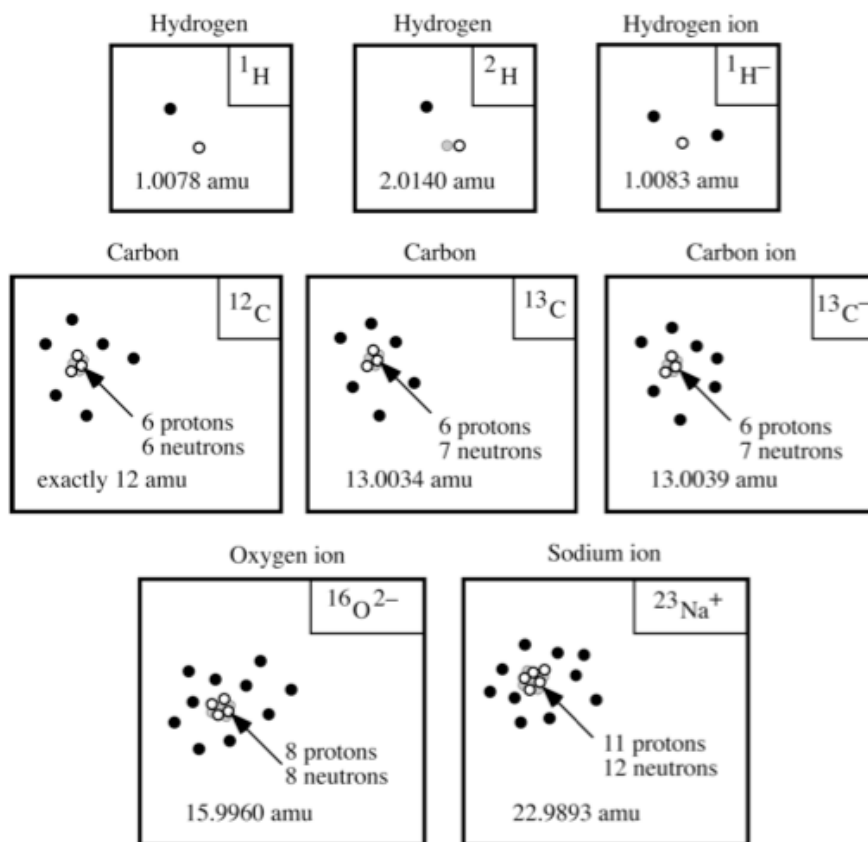 Hydrogen
Hydrogen
Hydrogen ion
¹H
²H
¹H⁻
1.0078 amu
2.0140 amu
1.0083 amu
Carbon
Carbon
Carbon ion
¹²C
¹³C
¹³C⁻
6 protons
6 neutrons
6 protons
7 neutrons
6 protons
7 neutrons
exactly 12 amu
13.0034 amu
13.0039 amu
Oxygen ion
Sodium ion
¹⁶O²⁻
²³Na⁺
8 protons
8 neutrons
11 protons
12 neutrons
15.9960 amu
22.9893 amu